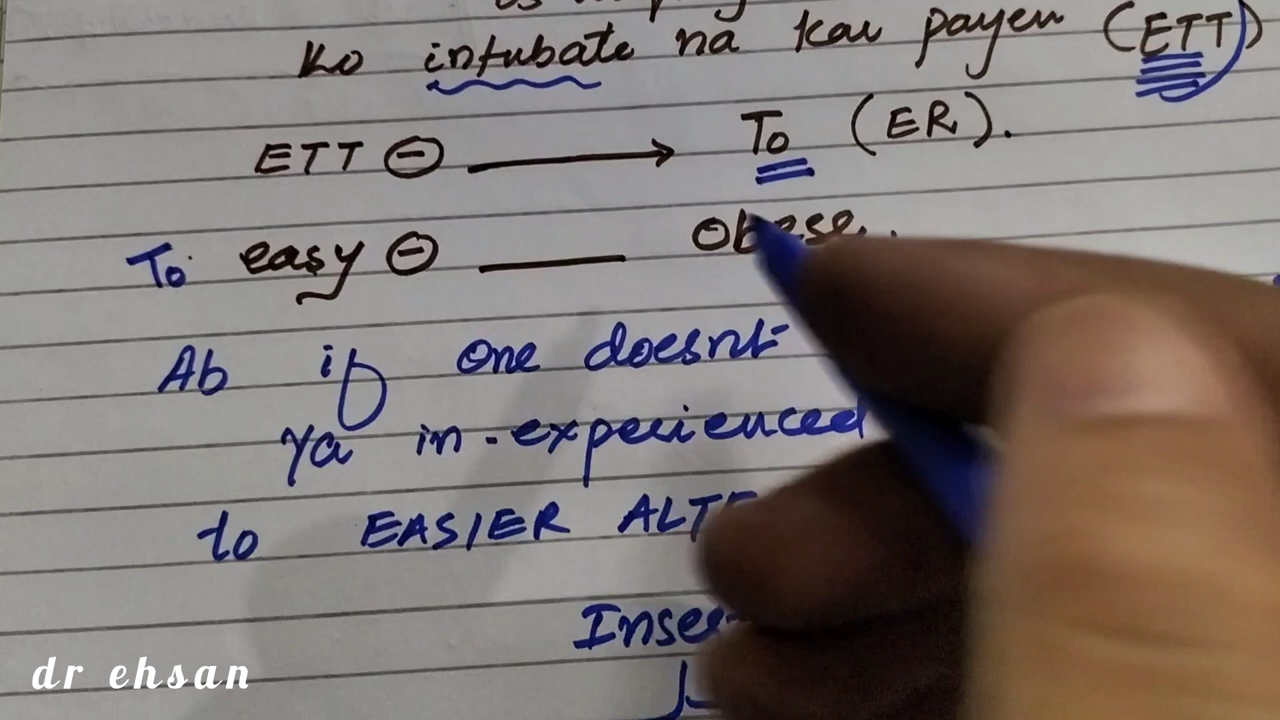 Ko intubate na kar payen (ETT)
ETT ⊖ → To (ER).
To easy ⊖ — Obese
Ab if one doesnt
Ya in-experienced
to EASIER
dr ehsan